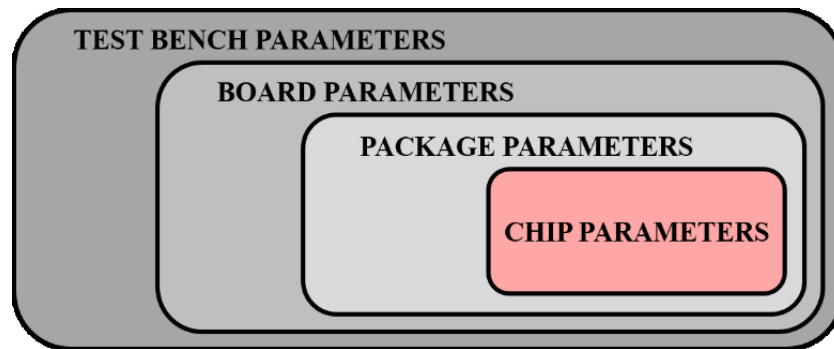 TEST BENCH PARAMETERS
BOARD PARAMETERS
PACKAGE PARAMETERS
CHIP PARAMETERS